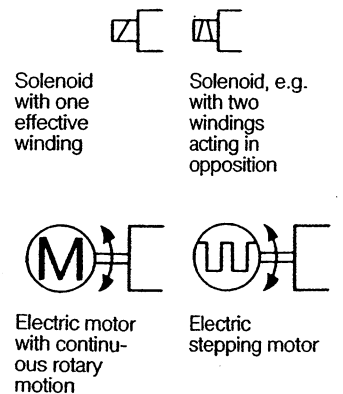 Solenoid
with one
effective
winding
Solenoid, e.g.
with two
windings
acting in
opposition
M
Electric motor
with continu-
ous rotary
motion
Electric
stepping motor